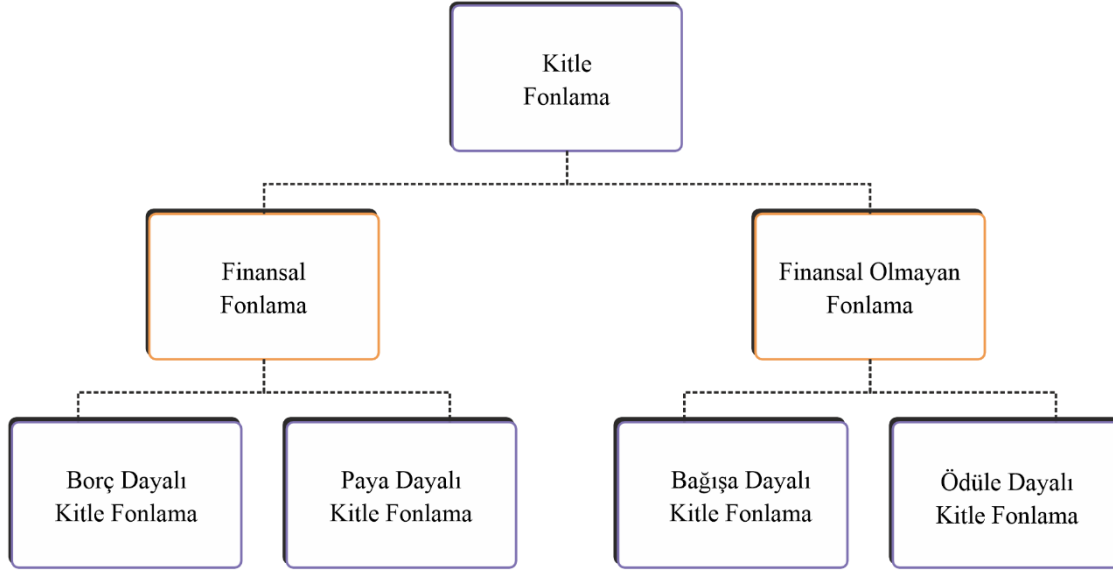 Kitle
Fonlama
Finansal
Fonlama
Finansal Olmayan
Fonlama
Borç Dayalı
Kitle Fonlama
Paya Dayalı
Kitle Fonlama
Bağışa Dayalı
Kitle Fonlama
Ödüle Dayalı
Kitle Fonlama